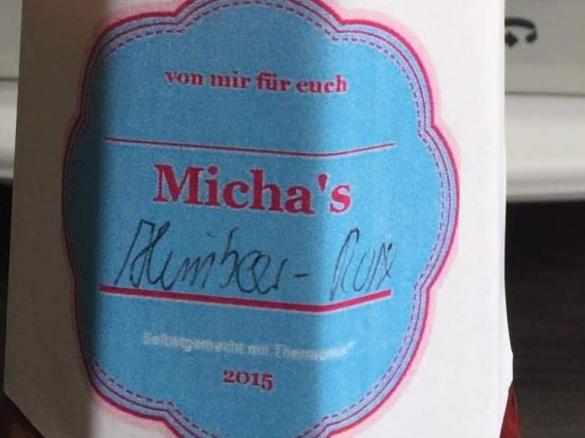 von mir für euch
Micha's
Himbeer -
Selbstgemacht mit Thermomix®
2015